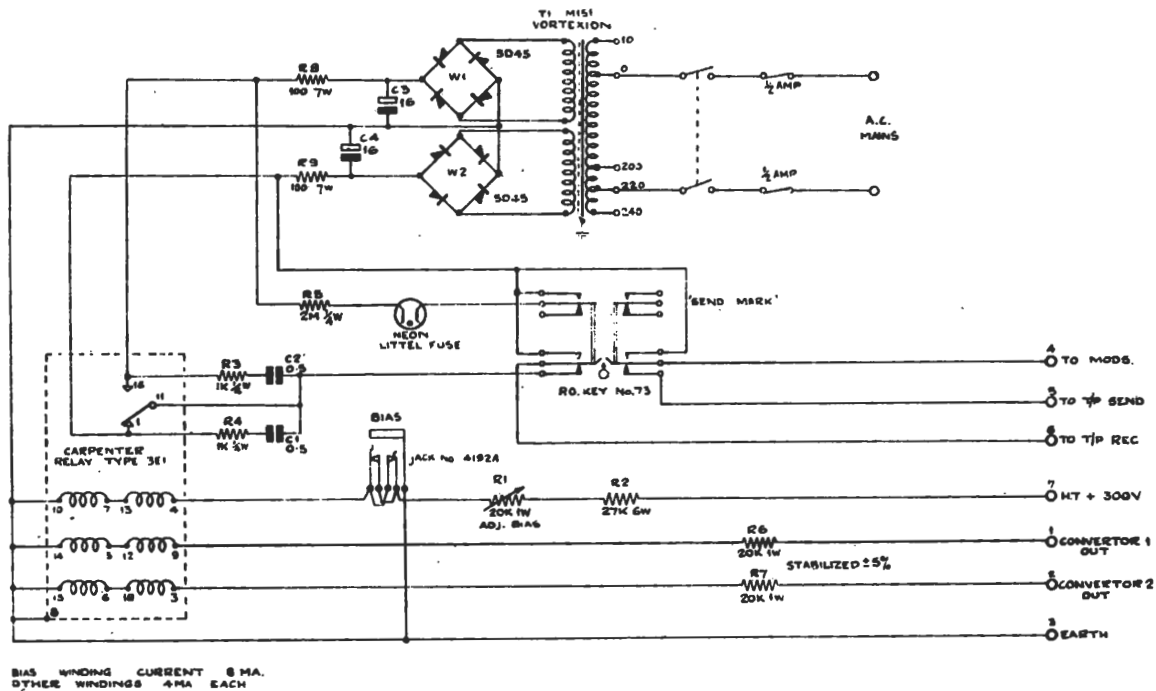 T1 M151
VORTEXION
10
SD45
0
R8
W1
100 7W
C3
16
½ AMP
A.C.
MAINS
C4
16
R9
W2
200
220
½ AMP
100 7W
SD45
240
'SEND MARK'
R5
2M ¼W
NEON
LITTEL FUSE
4
TO MODS.
R3
C2
0.5
16
1K ¼W
P.O. KEY No. 73
5
TO T/P SEND
11
1
R4
BIAS
6
TO T/P REC
1K ¼W
C1
0.5
CARPENTER
RELAY TYPE 3E1
JACK No 4192A
R1
R2
7
HT + 300V
10
7
13
4
20K 1W
ADJ. BIAS
27K 6W
R6
1
CONVERTOR 1
OUT
14
5
12
9
20K 1W
STABILIZED ±5%
R7
2
CONVERTOR 2
OUT
15
6
18
3
20K 1W
8
3
EARTH
BIAS WINDING CURRENT 8 MA.
OTHER WINDINGS 4MA EACH